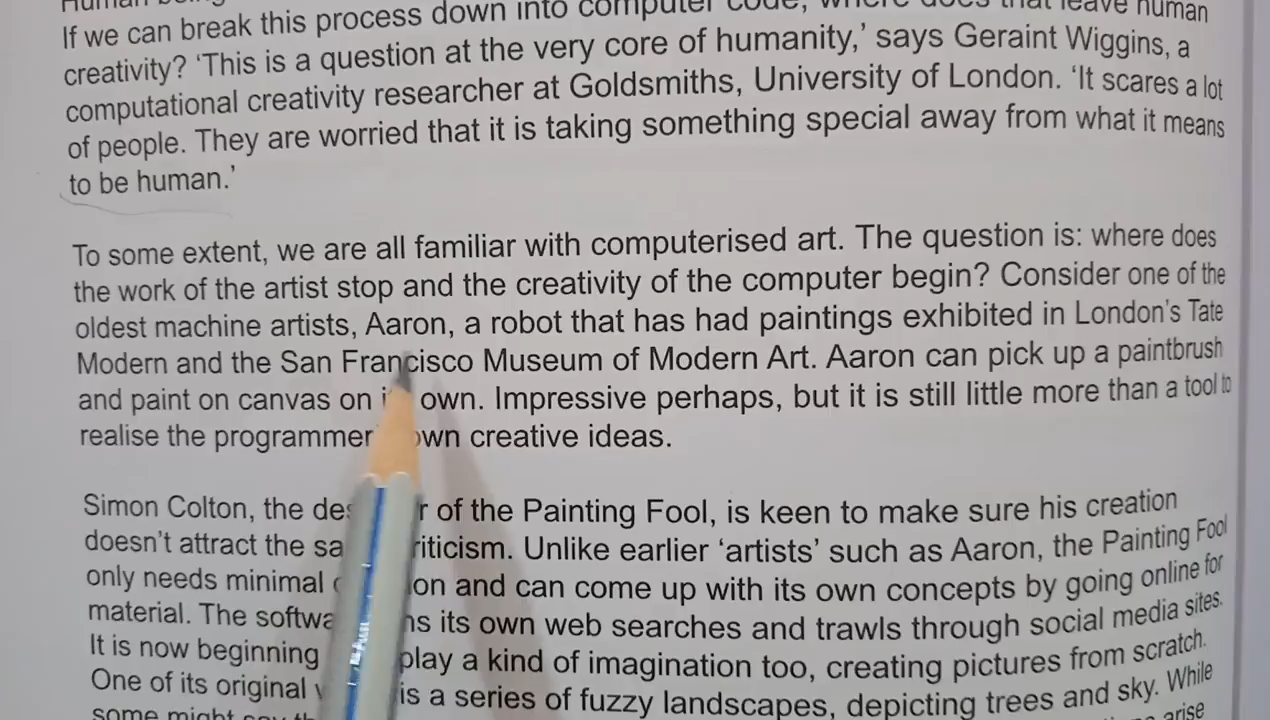 If we can break this process down into computer code, where does that leave human
creativity? ‘This is a question at the very core of humanity,’ says Geraint Wiggins, a
computational creativity researcher at Goldsmiths, University of London. ‘It scares a lot
of people. They are worried that it is taking something special away from what it means
to be human.’
To some extent, we are all familiar with computerised art. The question is: where does
the work of the artist stop and the creativity of the computer begin? Consider one of the
oldest machine artists, Aaron, a robot that has had paintings exhibited in London’s Tate
Modern and the San Francisco Museum of Modern Art. Aaron can pick up a paintbrush
and paint on canvas on own. Impressive perhaps, but it is still little more than a tool to
realise the programmer own creative ideas.
Simon Colton, the of the Painting Fool, is keen to make sure his creation
doesn’t attract the criticism. Unlike earlier ‘artists’ such as Aaron, the Painting Fool
only needs minimal and can come up with its own concepts by going online for
material. The its own web searches and trawls through social media sites.
It is now beginning play a kind of imagination too, creating pictures from scratch.
One of its original is a series of fuzzy landscapes, depicting trees and sky. While
some might say
arise